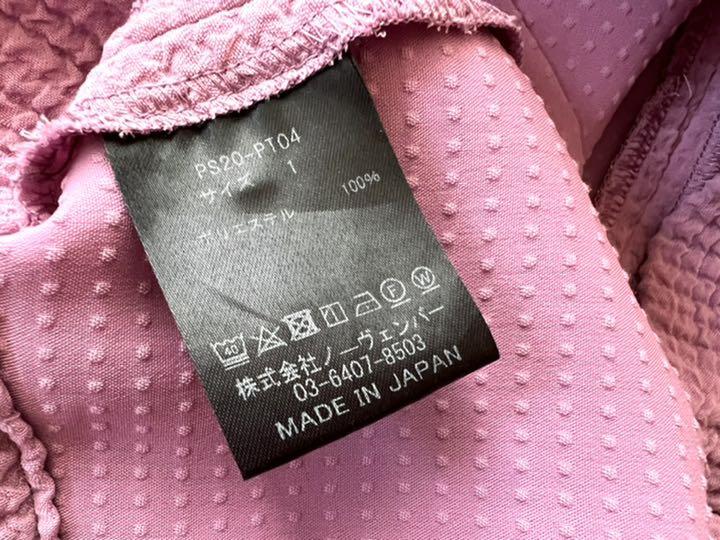 PS20-PT04
サイズ 1
ポリエステル 100%
40 F W
株式会社ノーヴェンバー
03-6407-8503
MADE IN JAPAN